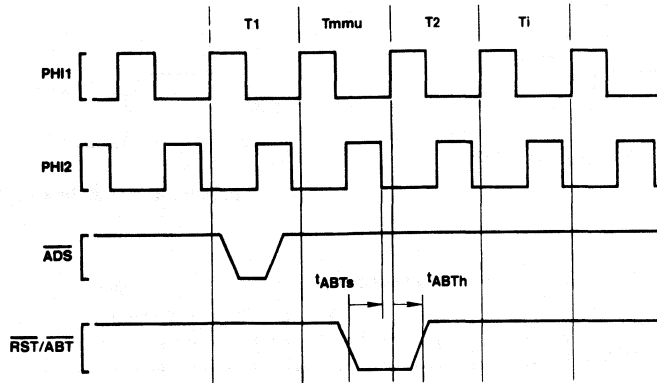 T1 Tmmu T2 Ti
PHI1
PHI2
ADS
tABTs tABTh
RST/ABT